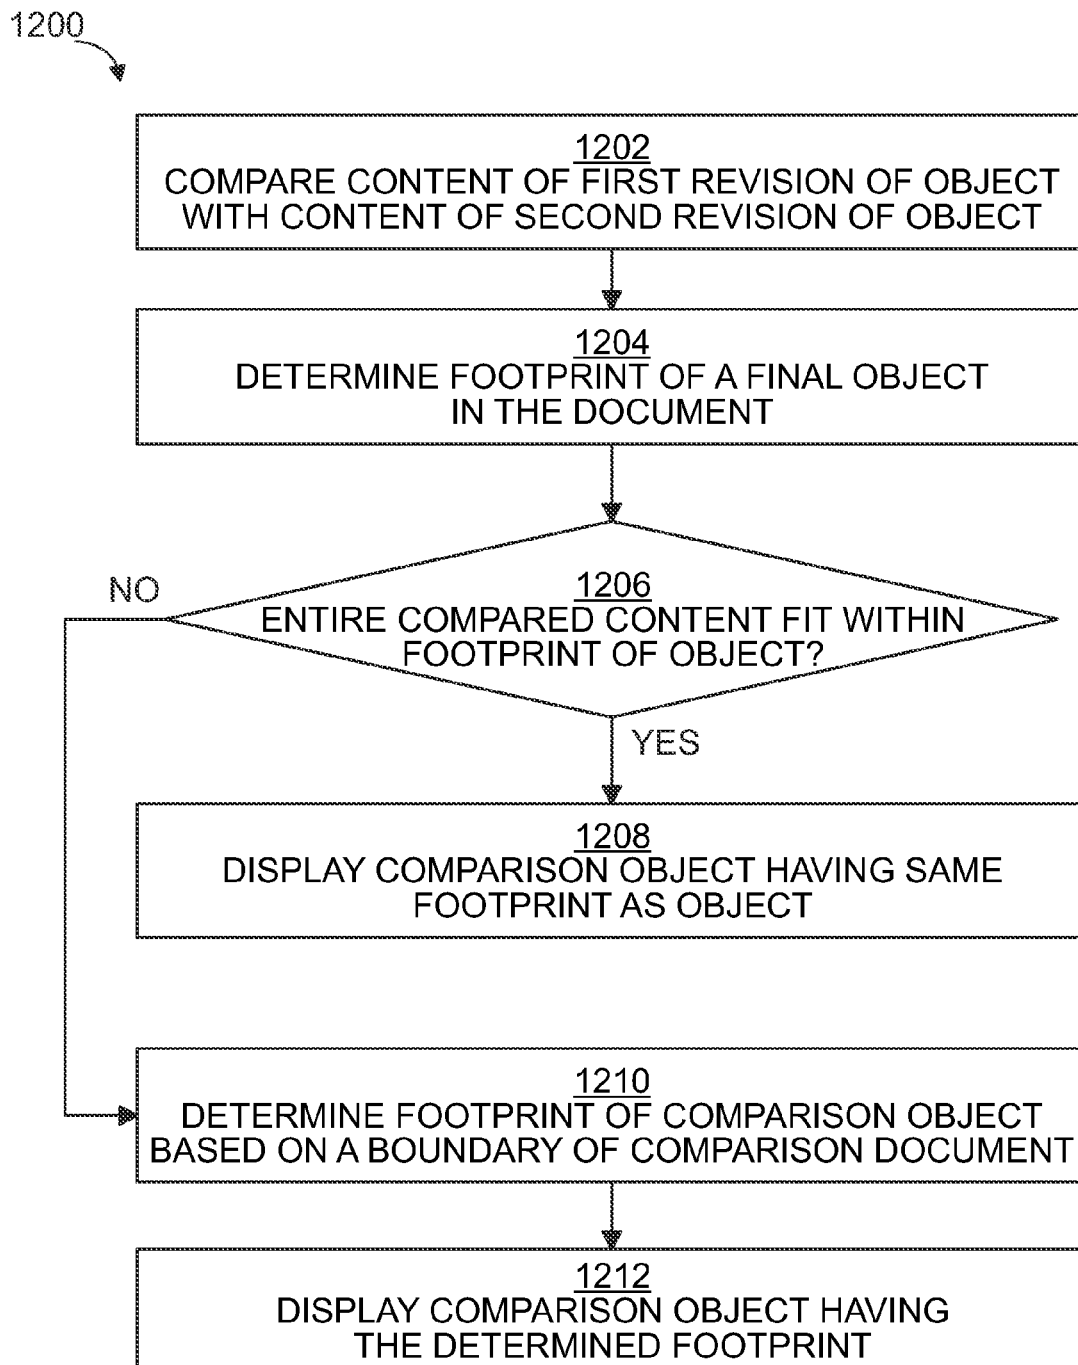 1200
1202
COMPARE CONTENT OF FIRST REVISION OF OBJECT
WITH CONTENT OF SECOND REVISION OF OBJECT
1204
DETERMINE FOOTPRINT OF A FINAL OBJECT
IN THE DOCUMENT
NO
1206
ENTIRE COMPARED CONTENT FIT WITHIN
FOOTPRINT OF OBJECT?
YES
1208
DISPLAY COMPARISON OBJECT HAVING SAME
FOOTPRINT AS OBJECT
1210
DETERMINE FOOTPRINT OF COMPARISON OBJECT
BASED ON A BOUNDARY OF COMPARISON DOCUMENT
1212
DISPLAY COMPARISON OBJECT HAVING
THE DETERMINED FOOTPRINT